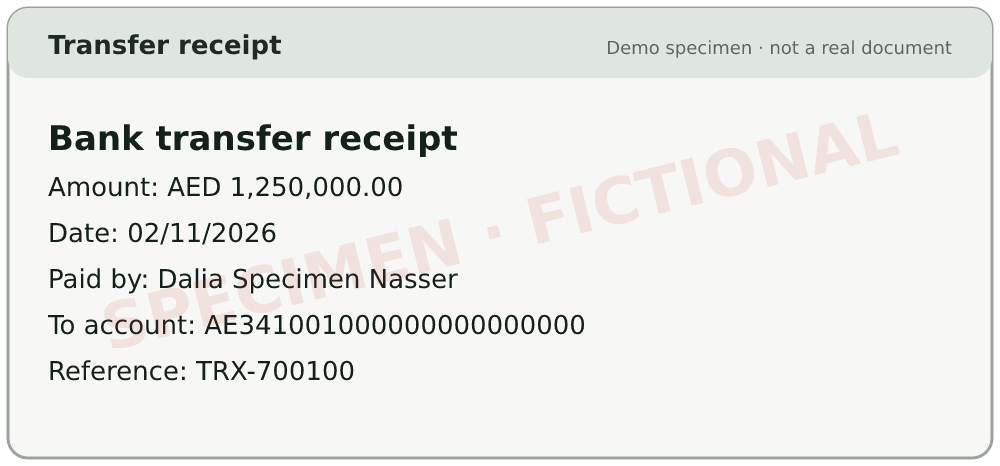 Transfer receipt
Demo specimen · not a real document
Bank transfer receipt
Amount: AED 1,250,000.00
Date: 02/11/2026
Paid by: Dalia Specimen Nasser
To account: AE341001000000000000000
Reference: TRX-700100
SPECIMEN · FICTIONAL